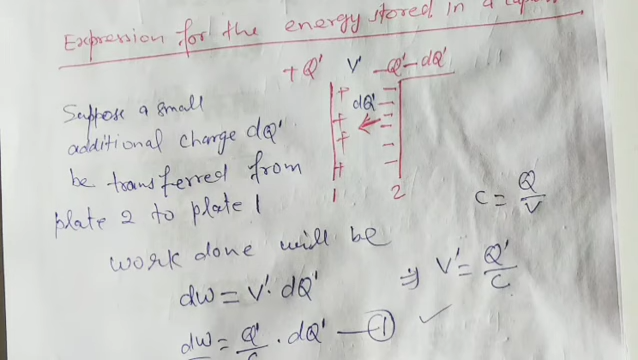 Expression for the energy stored in a
+Q' V' -Q'-dQ'
Suppose a small
additional charge dQ'
be transferred from
plate 2 to plate 1
dQ'
1 2
C = Q/V
work done will be
dw = V'. dQ'
⇒ V' = Q'/C
dw = Q'/C . dQ' —(1) ✓